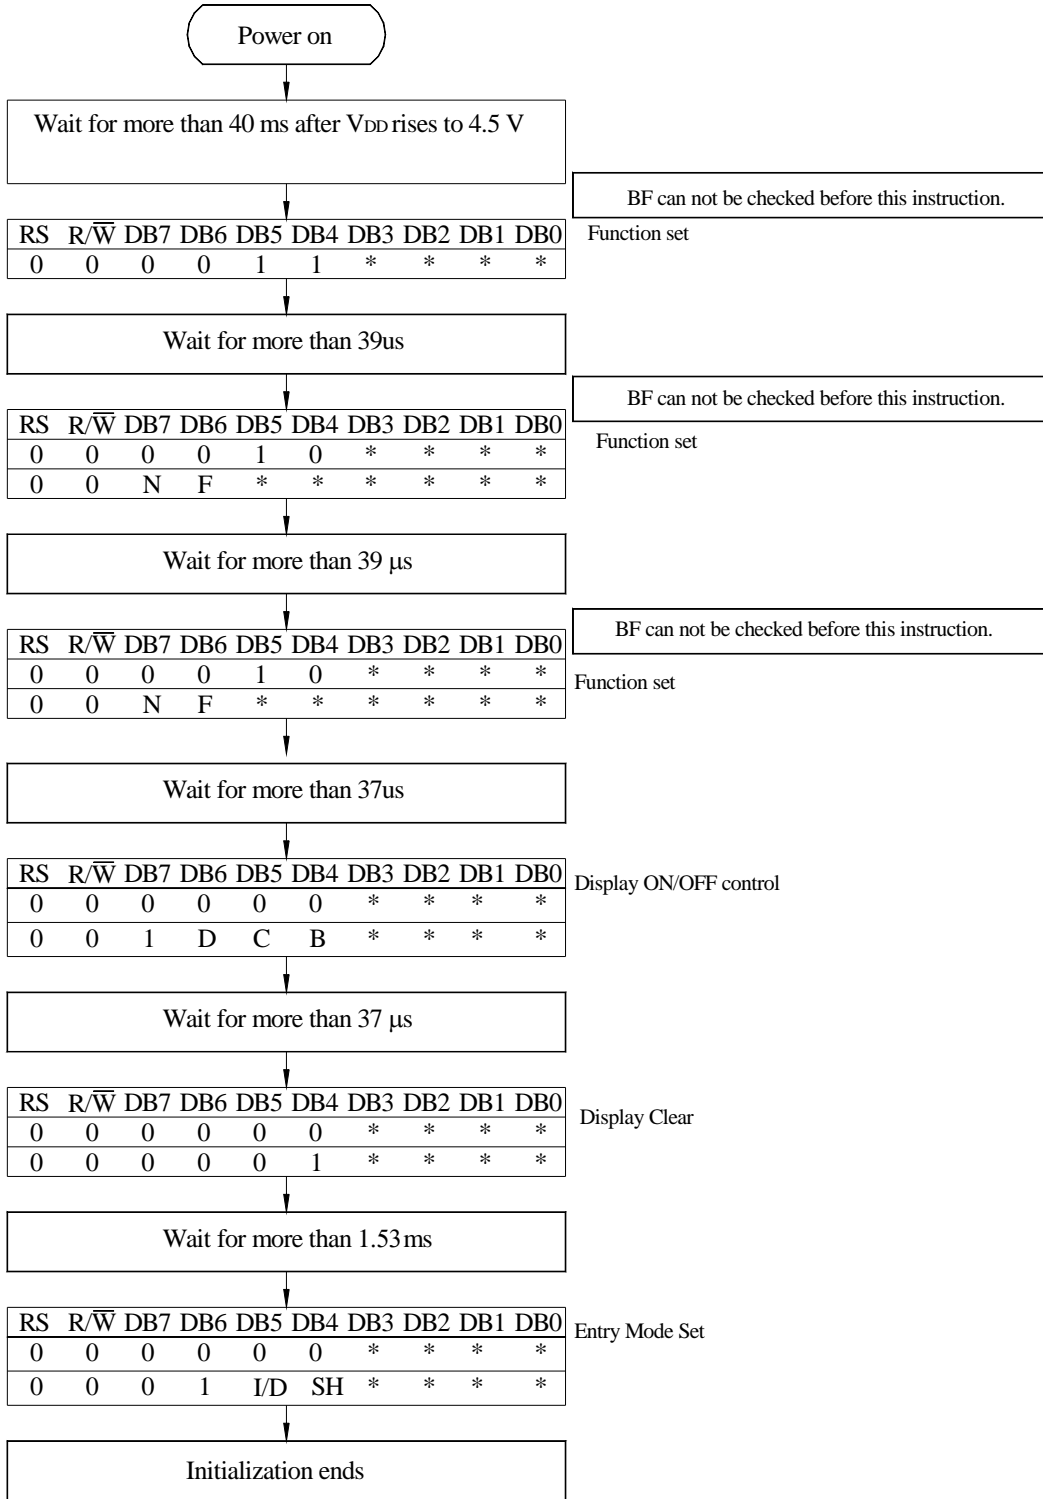 Power on
Wait for more than 40 ms after VDD rises to 4.5 V
BF can not be checked before this instruction.
RS R/W̅ DB7 DB6 DB5 DB4 DB3 DB2 DB1 DB0
Function set
0 0 0 0 1 1 * * * *
Wait for more than 39us
BF can not be checked before this instruction.
RS R/W̅ DB7 DB6 DB5 DB4 DB3 DB2 DB1 DB0
Function set
0 0 0 0 1 0 * * * *
0 0 N F * * * * * *
Wait for more than 39 μs
BF can not be checked before this instruction.
RS R/W̅ DB7 DB6 DB5 DB4 DB3 DB2 DB1 DB0
0 0 0 0 1 0 * * * *
Function set
0 0 N F * * * * * *
Wait for more than 37us
RS R/W̅ DB7 DB6 DB5 DB4 DB3 DB2 DB1 DB0
Display ON/OFF control
0 0 0 0 0 0 * * * *
0 0 1 D C B * * * *
Wait for more than 37 μs
RS R/W̅ DB7 DB6 DB5 DB4 DB3 DB2 DB1 DB0
Display Clear
0 0 0 0 0 0 * * * *
0 0 0 0 0 1 * * * *
Wait for more than 1.53ms
RS R/W̅ DB7 DB6 DB5 DB4 DB3 DB2 DB1 DB0
Entry Mode Set
0 0 0 0 0 0 * * * *
0 0 0 1 I/D SH * * * *
Initialization ends